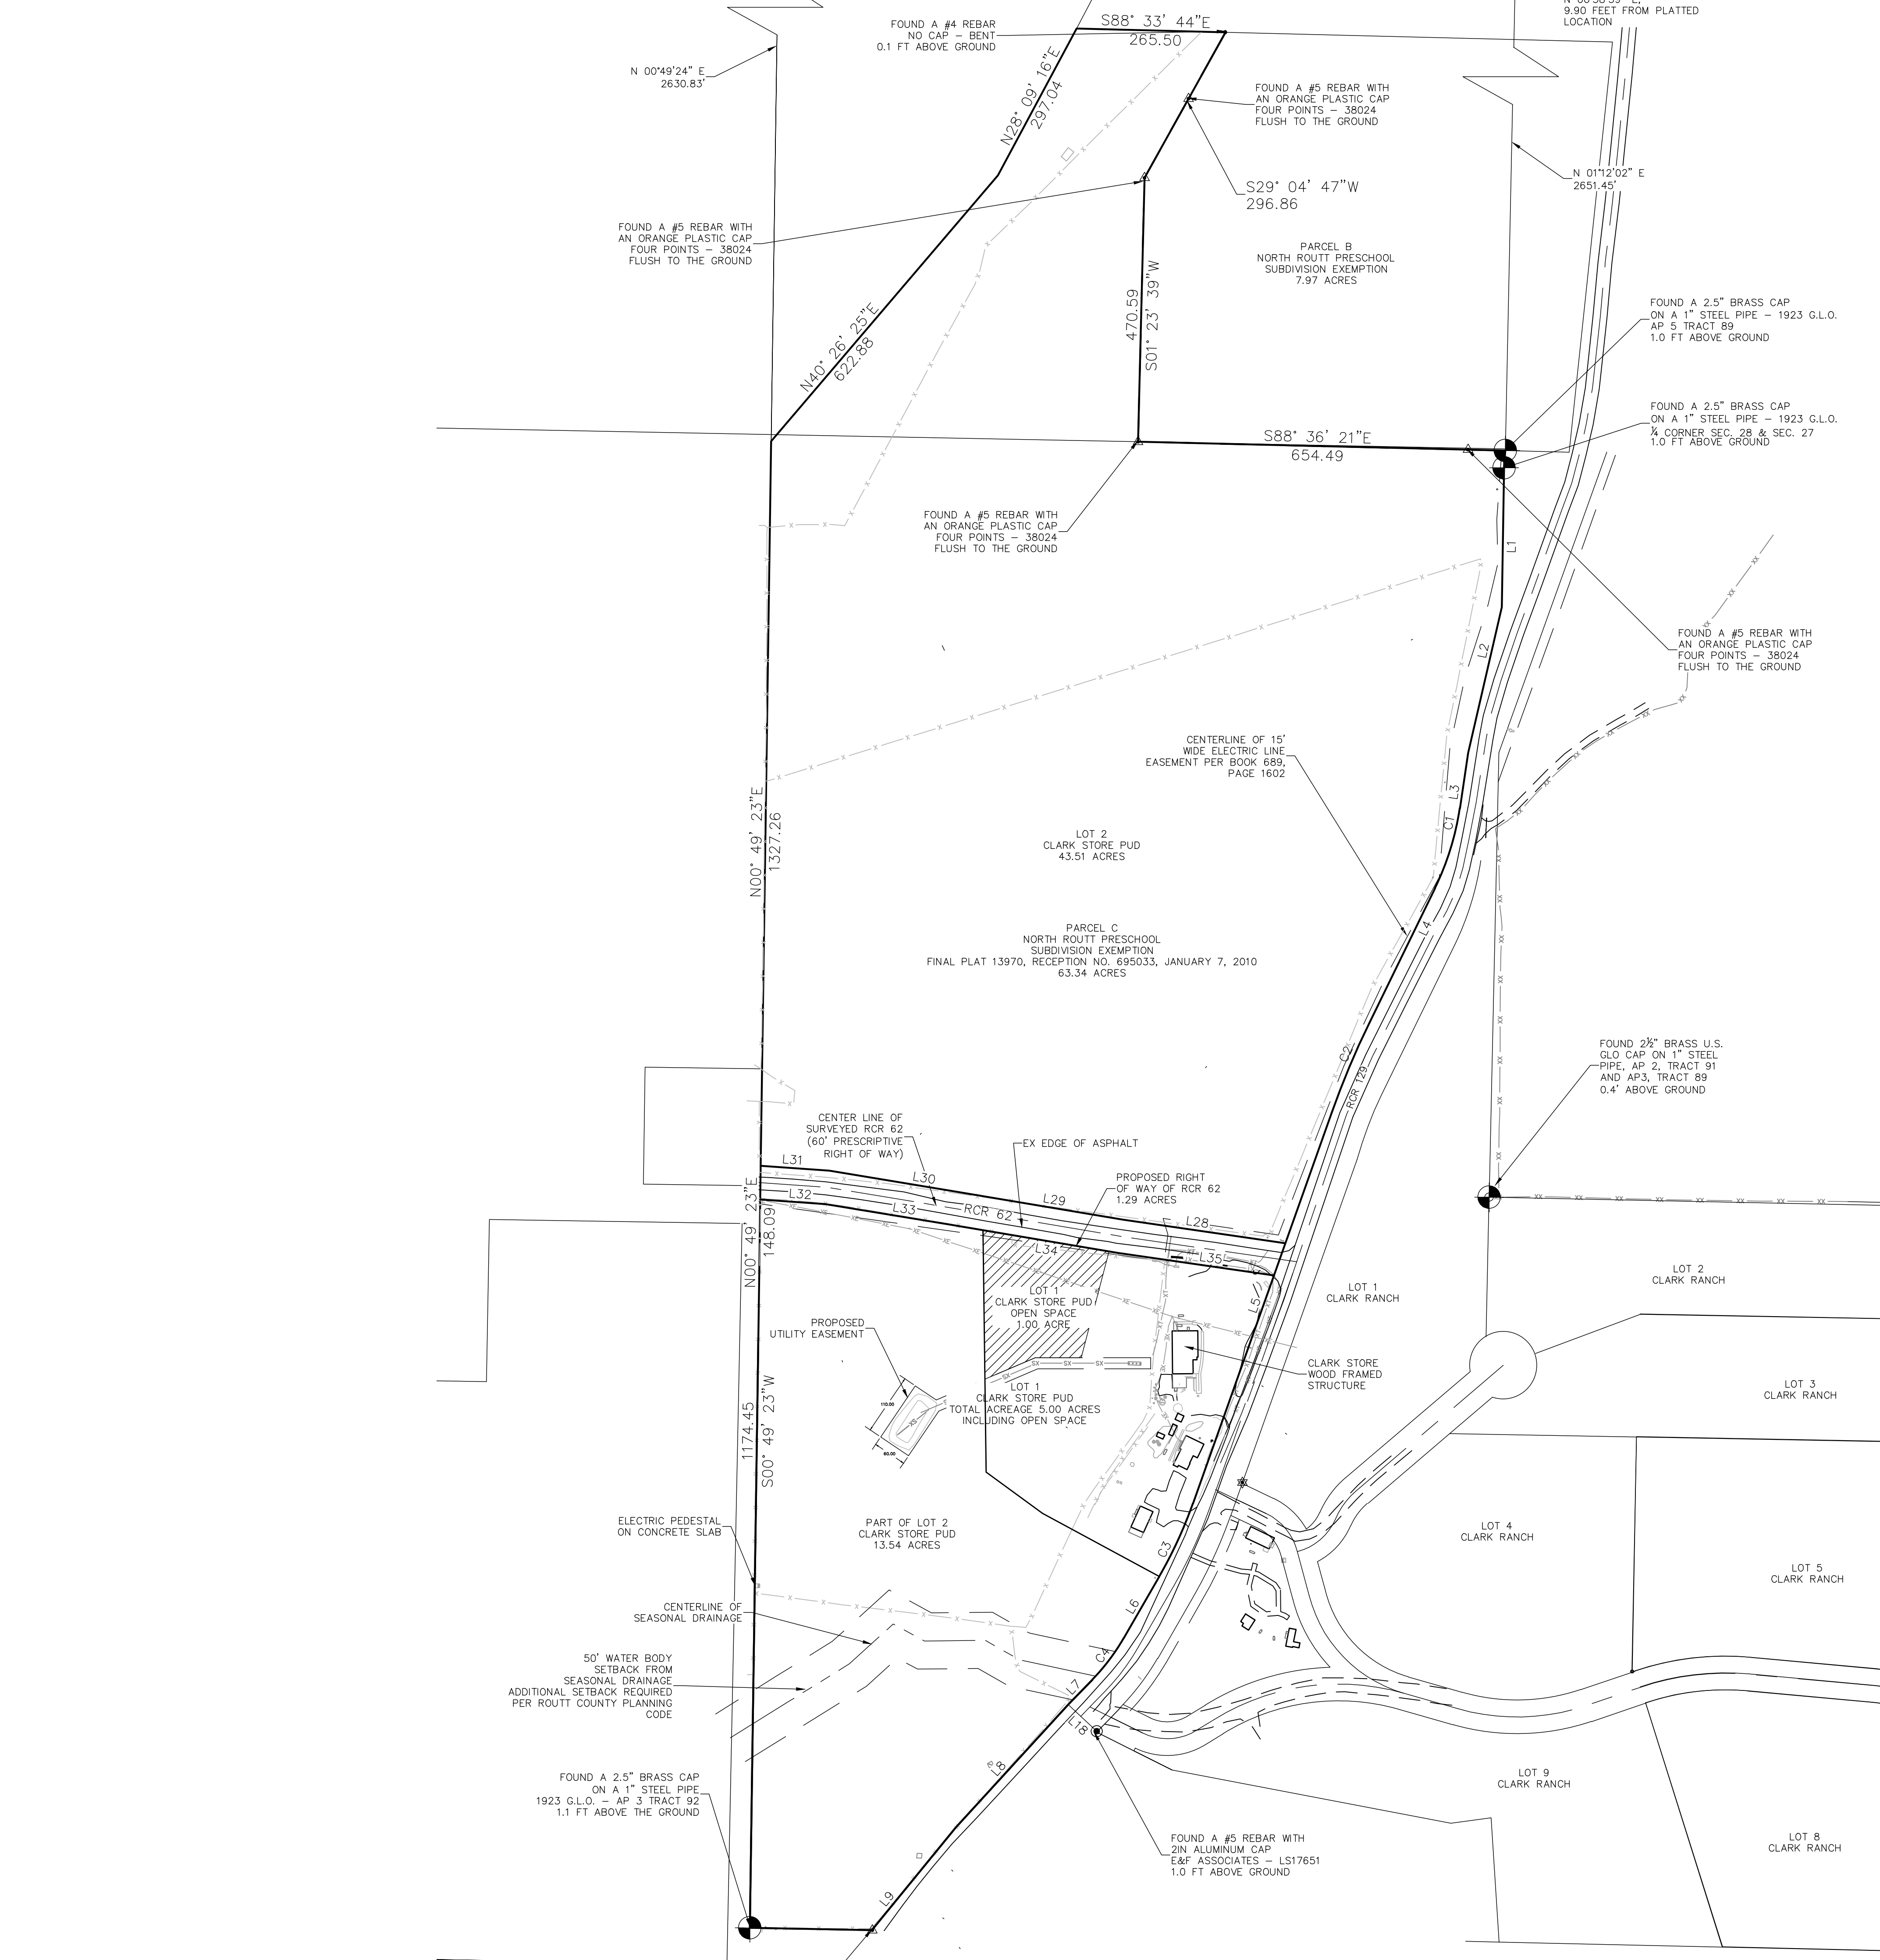 N 00°58'59" E,
9.90 FEET FROM PLATTED
LOCATION
FOUND A #4 REBAR
NO CAP – BENT
0.1 FT ABOVE GROUND
S88° 33' 44"E
265.50
N 00°49'24" E
2630.83'
N28° 09' 16"E
297.04
FOUND A #5 REBAR WITH
AN ORANGE PLASTIC CAP
FOUR POINTS – 38024
FLUSH TO THE GROUND
N 01°12'02" E
2651.45'
S29° 04' 47"W
296.86
FOUND A #5 REBAR WITH
AN ORANGE PLASTIC CAP
FOUR POINTS – 38024
FLUSH TO THE GROUND
PARCEL B
NORTH ROUTT PRESCHOOL
SUBDIVISION EXEMPTION
7.97 ACRES
470.59
S01° 23' 39"W
N40° 26' 25"E
622.88
FOUND A 2.5" BRASS CAP
ON A 1" STEEL PIPE – 1923 G.L.O.
AP 5 TRACT 89
1.0 FT ABOVE GROUND
FOUND A 2.5" BRASS CAP
ON A 1" STEEL PIPE – 1923 G.L.O.
¼ CORNER SEC. 28 & SEC. 27
1.0 FT ABOVE GROUND
S88° 36' 21"E
654.49
FOUND A #5 REBAR WITH
AN ORANGE PLASTIC CAP
FOUR POINTS – 38024
FLUSH TO THE GROUND
L1
FOUND A #5 REBAR WITH
AN ORANGE PLASTIC CAP
FOUR POINTS – 38024
FLUSH TO THE GROUND
L2
CENTERLINE OF 15'
WIDE ELECTRIC LINE
EASEMENT PER BOOK 689,
PAGE 1602
L3
C1
N00° 49' 23"E
1327.26
LOT 2
CLARK STORE PUD
43.51 ACRES
L4
PARCEL C
NORTH ROUTT PRESCHOOL
SUBDIVISION EXEMPTION
FINAL PLAT 13970, RECEPTION NO. 695033, JANUARY 7, 2010
63.34 ACRES
C2
RCR 129
FOUND 2½" BRASS U.S.
GLO CAP ON 1" STEEL
PIPE, AP 2, TRACT 91
AND AP3, TRACT 89
0.4' ABOVE GROUND
CENTER LINE OF
SURVEYED RCR 62
(60' PRESCRIPTIVE
RIGHT OF WAY)
EX EDGE OF ASPHALT
PROPOSED RIGHT
OF WAY OF RCR 62
1.29 ACRES
L31
L30
L29
L28
L32
L33
RCR 62
L34
L35
N00° 49' 23"E
148.09
LOT 1
CLARK STORE PUD
OPEN SPACE
1.00 ACRE
L5
LOT 1
CLARK RANCH
LOT 2
CLARK RANCH
PROPOSED
UTILITY EASEMENT
110.00
60.00
CLARK STORE
WOOD FRAMED
STRUCTURE
LOT 1
CLARK STORE PUD
TOTAL ACREAGE 5.00 ACRES
INCLUDING OPEN SPACE
LOT 3
CLARK RANCH
1174.45
S00° 49' 23"W
ELECTRIC PEDESTAL
ON CONCRETE SLAB
PART OF LOT 2
CLARK STORE PUD
13.54 ACRES
C3
LOT 4
CLARK RANCH
LOT 5
CLARK RANCH
L6
CENTERLINE OF
SEASONAL DRAINAGE
C4
50' WATER BODY
SETBACK FROM
SEASONAL DRAINAGE
ADDITIONAL SETBACK REQUIRED
PER ROUTT COUNTY PLANNING
CODE
L7
L18
L8
FOUND A 2.5" BRASS CAP
ON A 1" STEEL PIPE
1923 G.L.O. – AP 3 TRACT 92
1.1 FT ABOVE THE GROUND
LOT 9
CLARK RANCH
FOUND A #5 REBAR WITH
2IN ALUMINUM CAP
E&F ASSOCIATES – LS17651
1.0 FT ABOVE GROUND
LOT 8
CLARK RANCH
L9